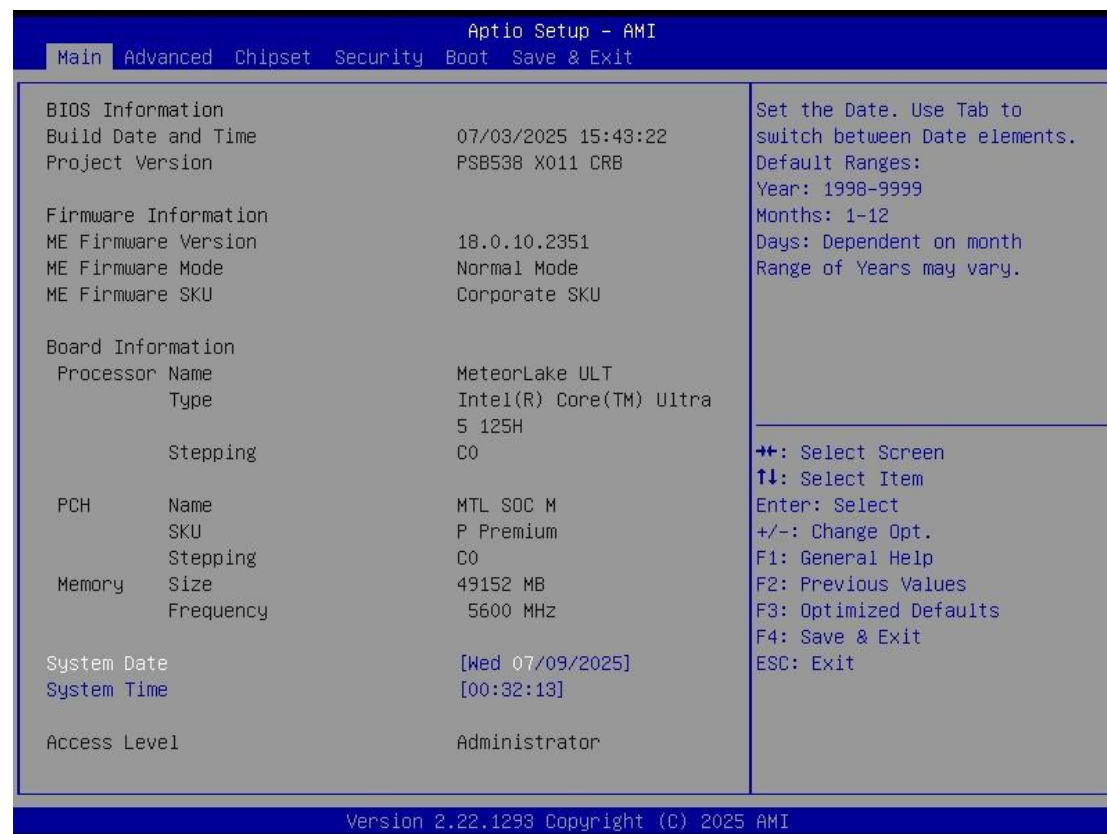 Aptio Setup – AMI
Main Advanced Chipset Security Boot Save & Exit
BIOS Information
Build Date and Time 07/03/2025 15:43:22
Project Version PSB538 X011 CRB
Firmware Information
ME Firmware Version 18.0.10.2351
ME Firmware Mode Normal Mode
ME Firmware SKU Corporate SKU
Board Information
Processor Name MeteorLake ULT
Type Intel(R) Core(TM) Ultra
5 125H
Stepping C0
PCH Name MTL SOC M
SKU P Premium
Stepping C0
Memory Size 49152 MB
Frequency 5600 MHz
System Date [Wed 07/09/2025]
System Time [00:32:13]
Access Level Administrator
Set the Date. Use Tab to
switch between Date elements.
Default Ranges:
Year: 1998-9999
Months: 1-12
Days: Dependent on month
Range of Years may vary.
→←: Select Screen
↑↓: Select Item
Enter: Select
+/-: Change Opt.
F1: General Help
F2: Previous Values
F3: Optimized Defaults
F4: Save & Exit
ESC: Exit
Version 2.22.1293 Copyright (C) 2025 AMI